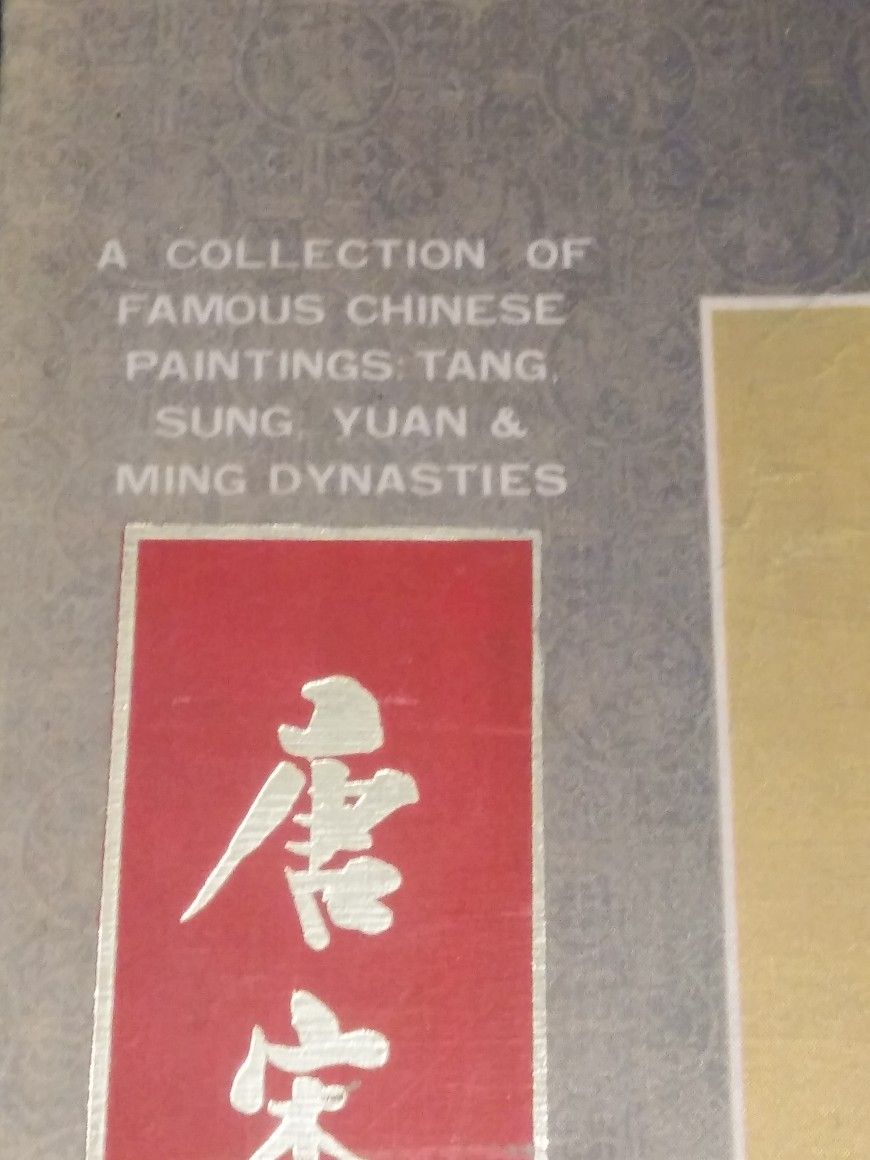 A COLLECTION OF
FAMOUS CHINESE
PAINTINGS: TANG,
SUNG, YUAN &
MING DYNASTIES
唐
宋